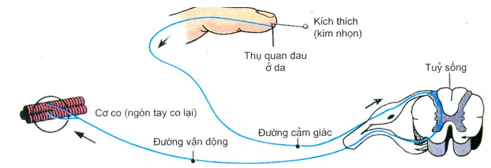 Kích thích
(kim nhọn)
Thụ quan đau
ở da
Tuỷ sống
Cơ co (ngón tay co lại)
Đường cảm giác
Đường vận động